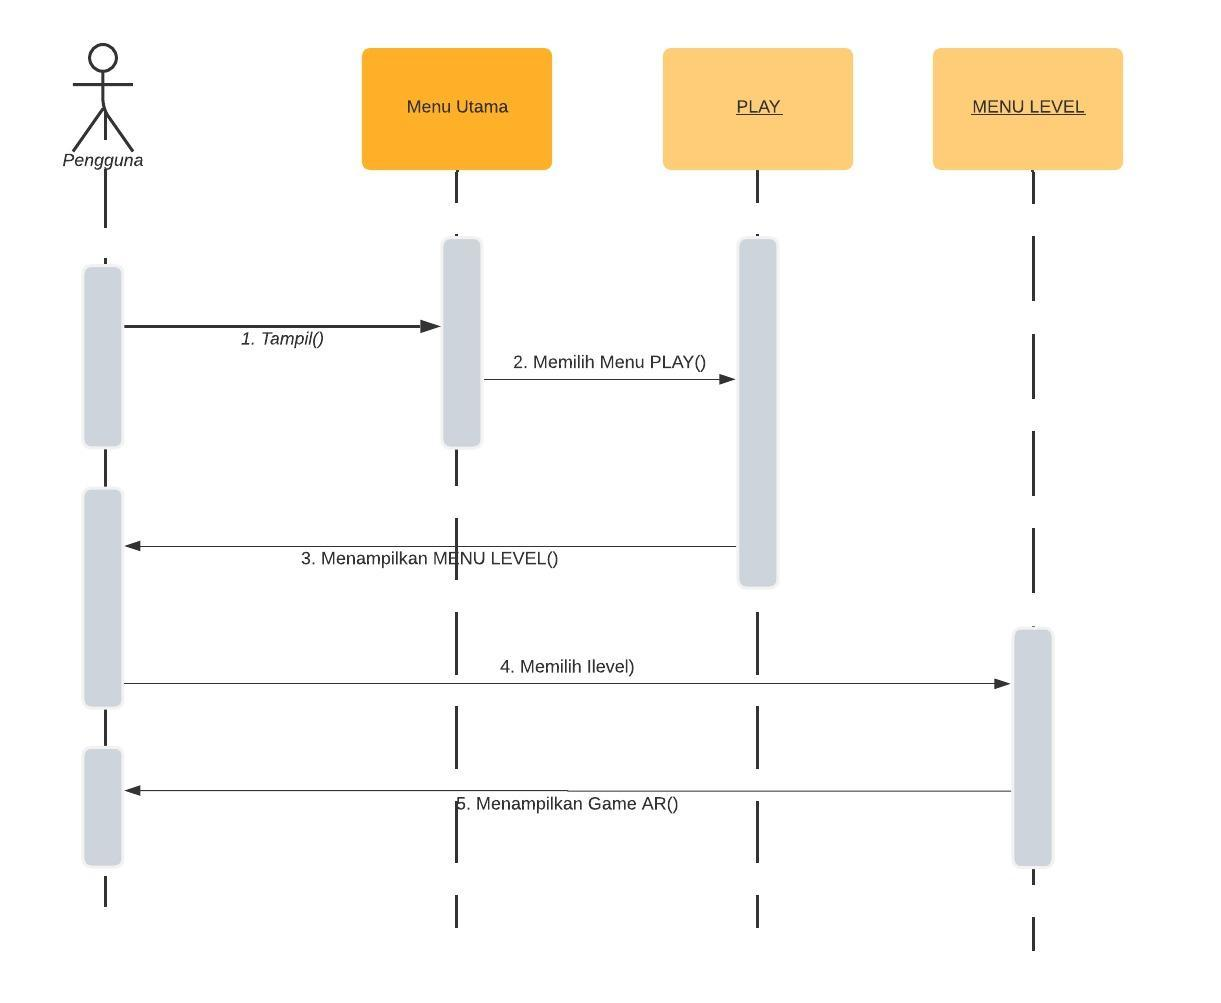 Pengguna
Menu Utama
PLAY
MENU LEVEL
1. Tampil()
2. Memilih Menu PLAY()
3. Menampilkan MENU LEVEL()
4. Memilih Ilevel)
5. Menampilkan Game AR()